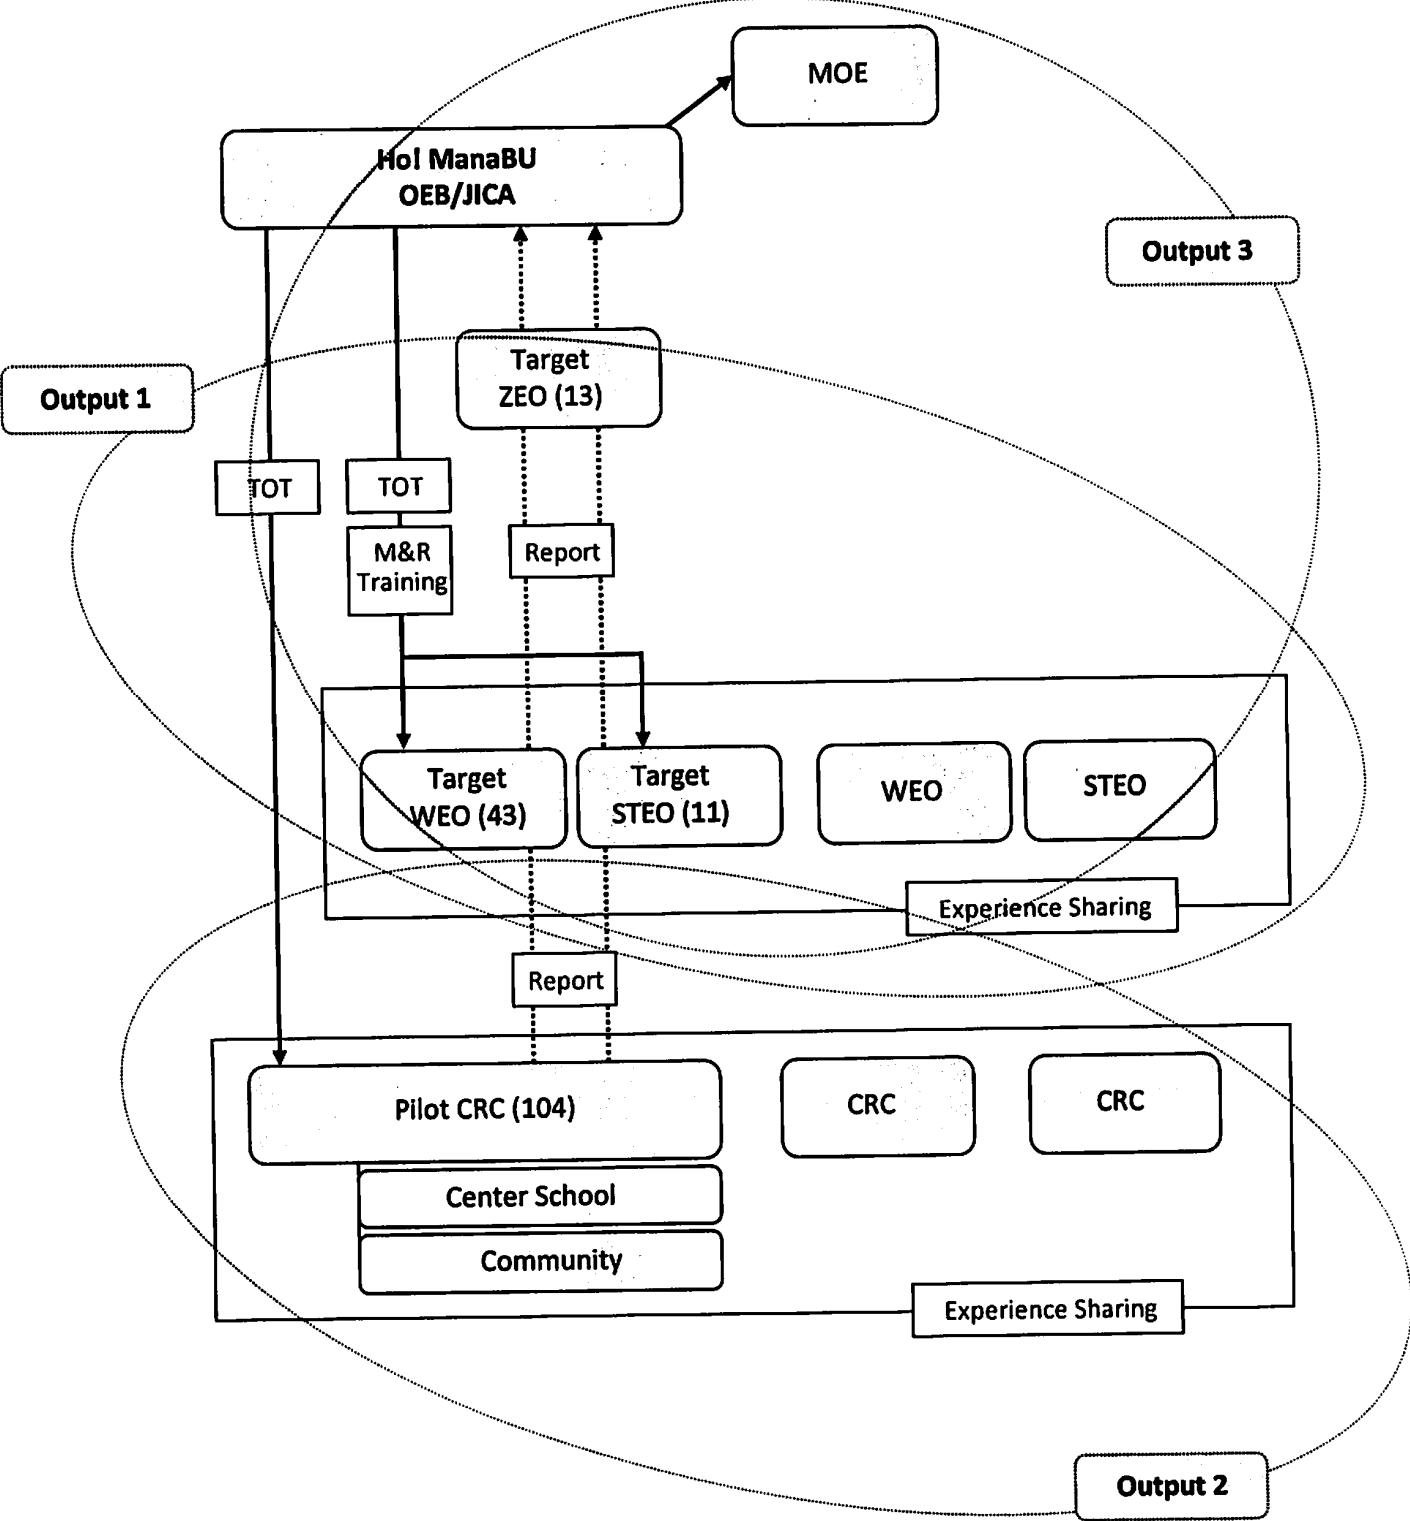 MOE
Ho! ManaBU
OEB/JICA
Output 3
Target
ZEO (13)
Output 1
TOT
TOT
M&R
Training
Report
Target
WEO (43)
Target
STEO (11)
WEO
STEO
Experience Sharing
Report
Pilot CRC (104)
CRC
CRC
Center School
Community
Experience Sharing
Output 2